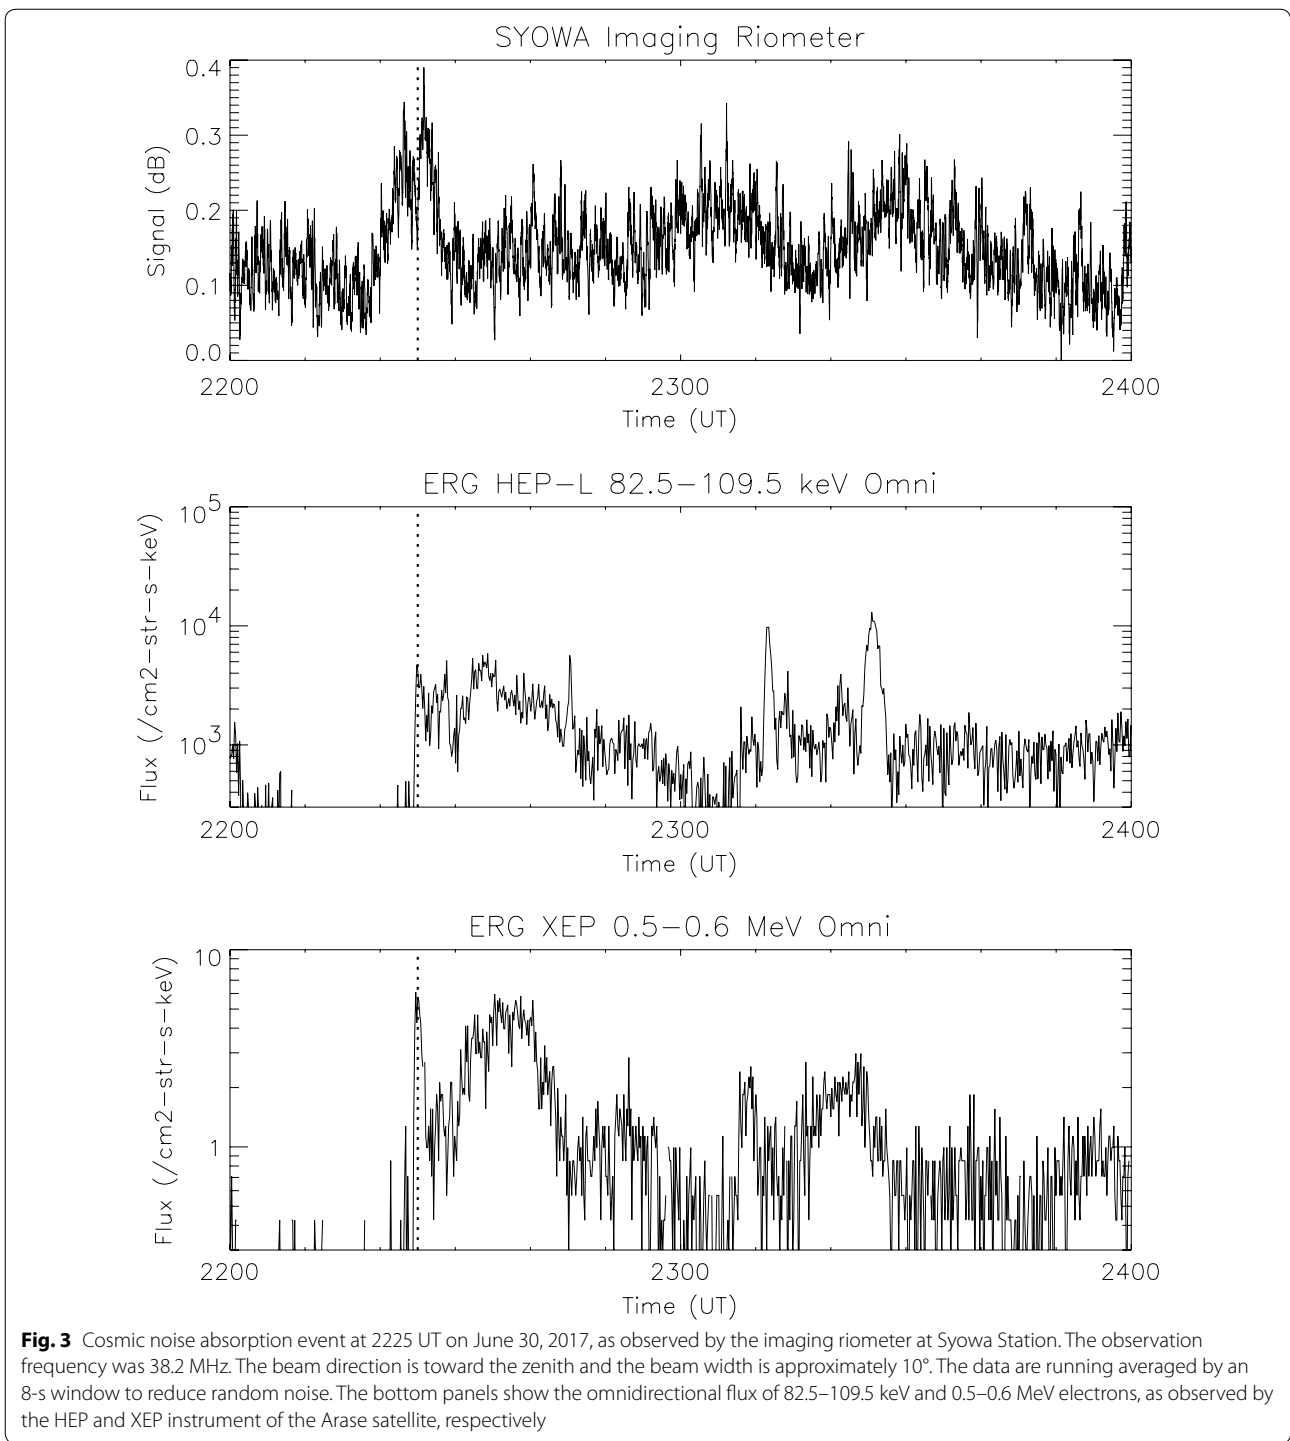 SYOWA Imaging Riometer
0.4
0.3
0.2
0.1
0.0
Signal (dB)
2200
2300
2400
Time (UT)
ERG HEP-L 82.5-109.5 keV Omni
10^5
10^4
10^3
Flux (/cm2-str-s-keV)
2200
2300
2400
Time (UT)
ERG XEP 0.5-0.6 MeV Omni
10
1
Flux (/cm2-str-s-keV)
2200
2300
2400
Time (UT)
Fig. 3 Cosmic noise absorption event at 2225 UT on June 30, 2017, as observed by the imaging riometer at Syowa Station. The observation
frequency was 38.2 MHz. The beam direction is toward the zenith and the beam width is approximately 10°. The data are running averaged by an
8-s window to reduce random noise. The bottom panels show the omnidirectional flux of 82.5–109.5 keV and 0.5–0.6 MeV electrons, as observed by
the HEP and XEP instrument of the Arase satellite, respectively